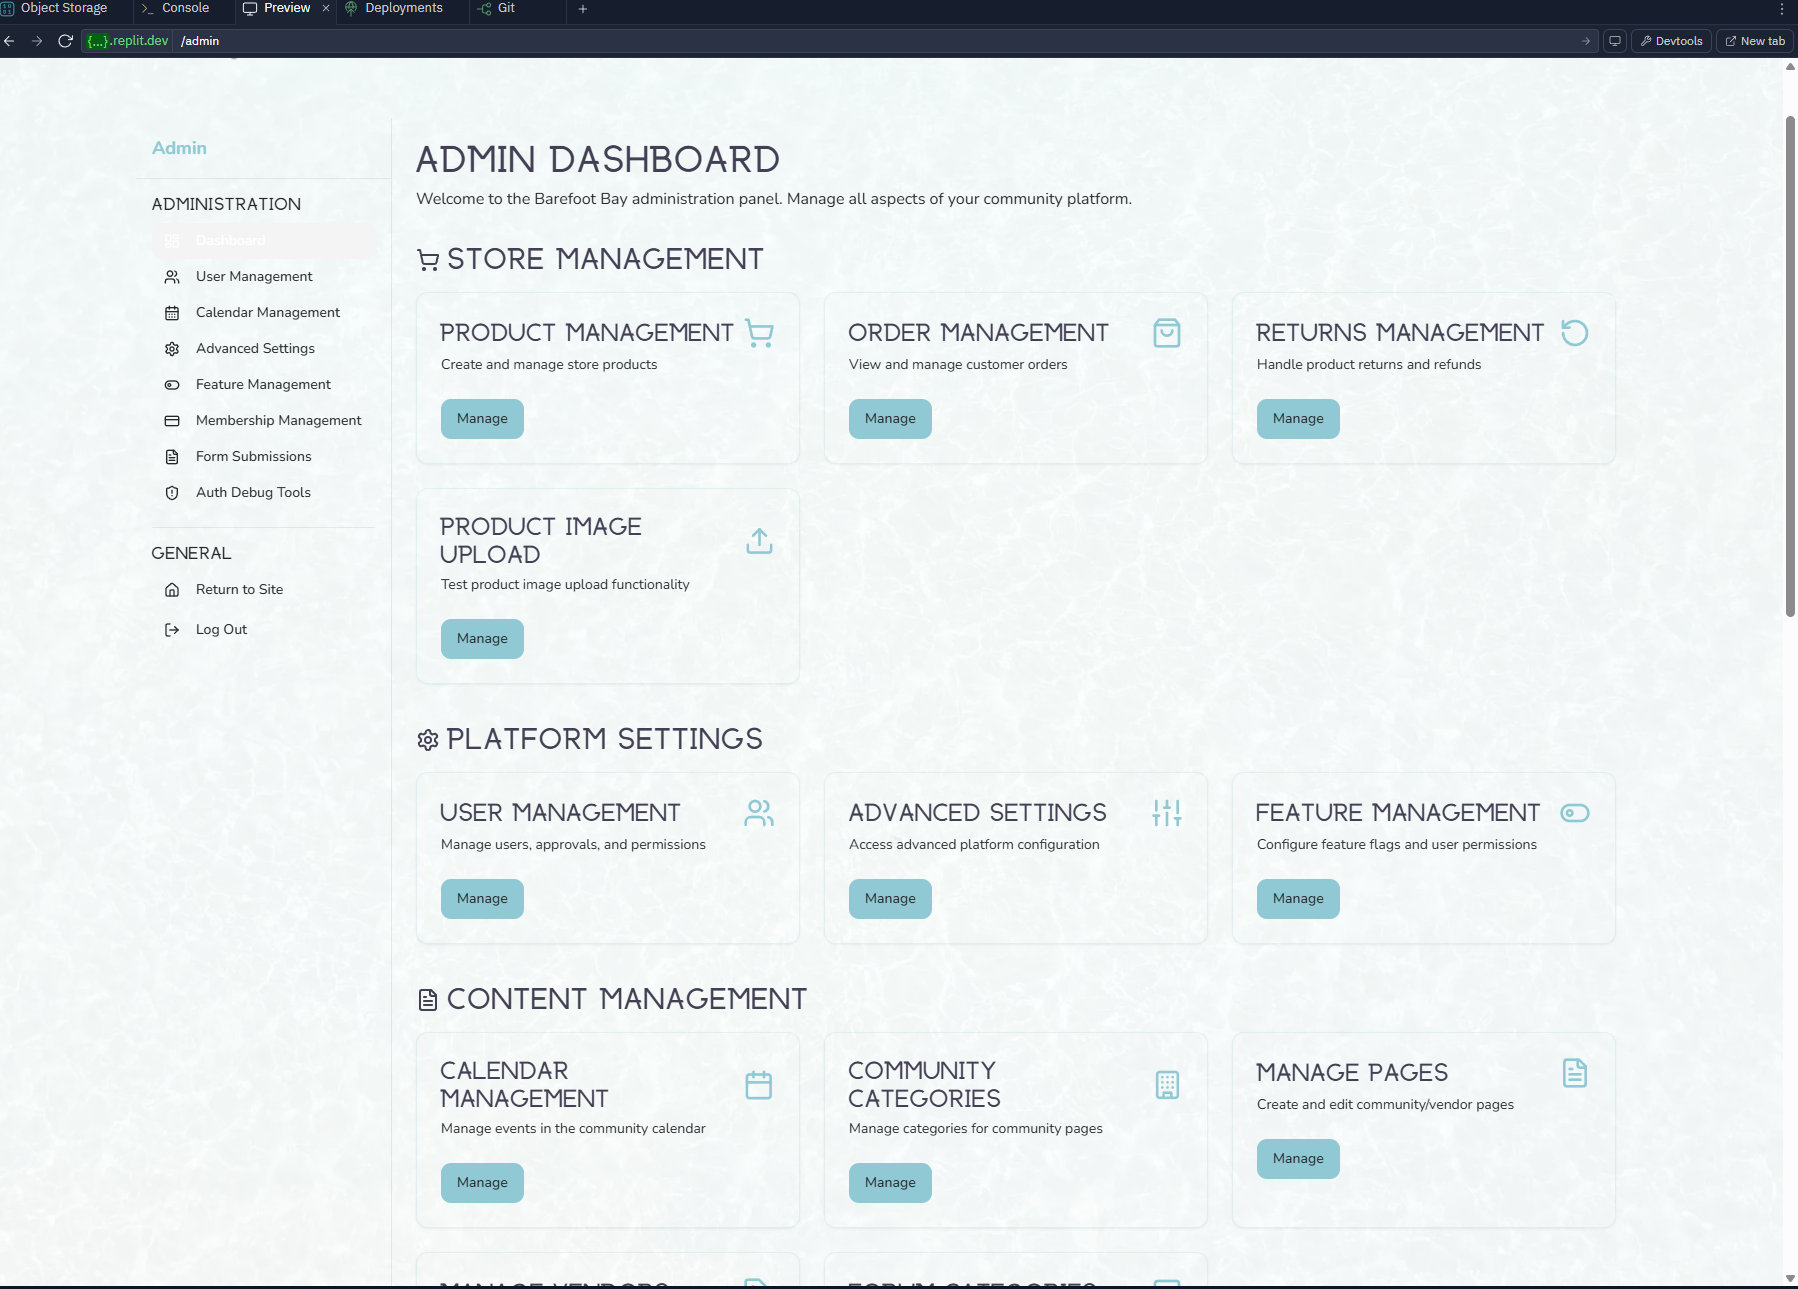 Object Storage
Console
Preview
Deployments
Git
{...}.replit.dev /admin
Devtools
New tab
Admin
ADMINISTRATION
Dashboard
User Management
Calendar Management
Advanced Settings
Feature Management
Membership Management
Form Submissions
Auth Debug Tools
GENERAL
Return to Site
Log Out
ADMIN DASHBOARD
Welcome to the Barefoot Bay administration panel. Manage all aspects of your community platform.
STORE MANAGEMENT
PRODUCT MANAGEMENT
Create and manage store products
Manage
ORDER MANAGEMENT
View and manage customer orders
Manage
RETURNS MANAGEMENT
Handle product returns and refunds
Manage
PRODUCT IMAGE
UPLOAD
Test product image upload functionality
Manage
PLATFORM SETTINGS
USER MANAGEMENT
Manage users, approvals, and permissions
Manage
ADVANCED SETTINGS
Access advanced platform configuration
Manage
FEATURE MANAGEMENT
Configure feature flags and user permissions
Manage
CONTENT MANAGEMENT
CALENDAR
MANAGEMENT
Manage events in the community calendar
Manage
COMMUNITY
CATEGORIES
Manage categories for community pages
Manage
MANAGE PAGES
Create and edit community/vendor pages
Manage
MANAGE VENDORS
FORUM CATEGORIES